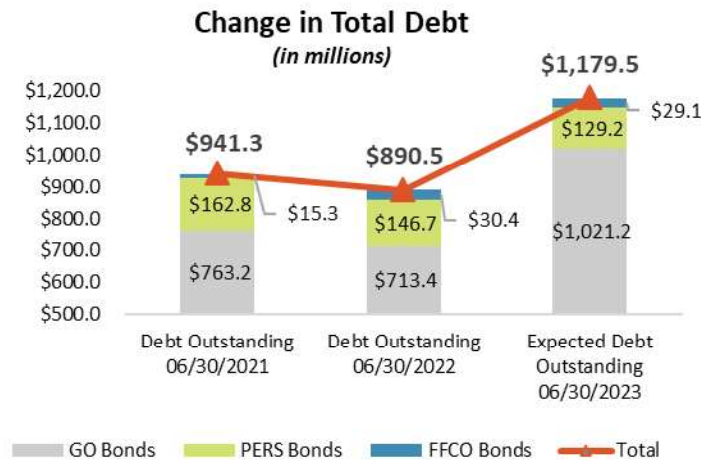 Change in Total Debt
(in millions)
$1,200.0
$1,100.0
$1,000.0
$900.0
$800.0
$700.0
$600.0
$500.0
$941.3
$162.8
$15.3
$763.2
$890.5
$146.7
$30.4
$713.4
$1,179.5
$29.1
$129.2
$1,021.2
Debt Outstanding
06/30/2021
Debt Outstanding
06/30/2022
Expected Debt
Outstanding
06/30/2023
GO Bonds
PERS Bonds
FFCO Bonds
Total